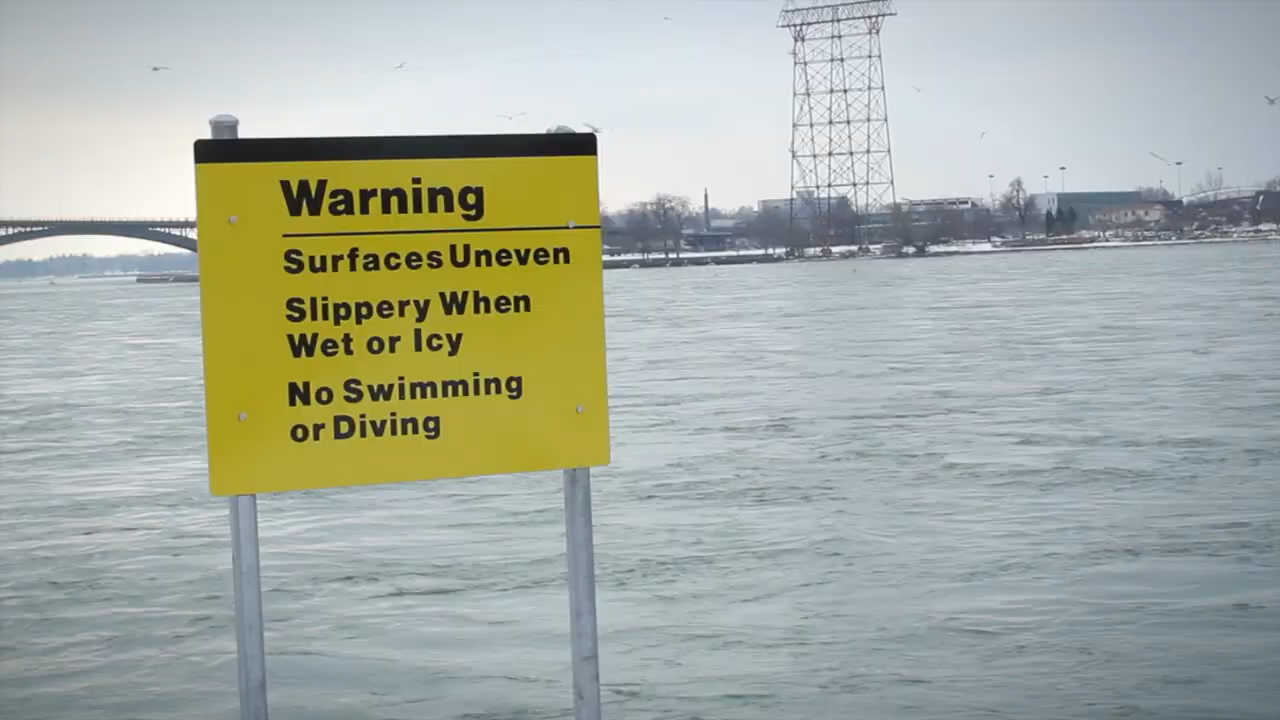 Warning
Surfaces Uneven
Slippery When
Wet or Icy
No Swimming
or Diving